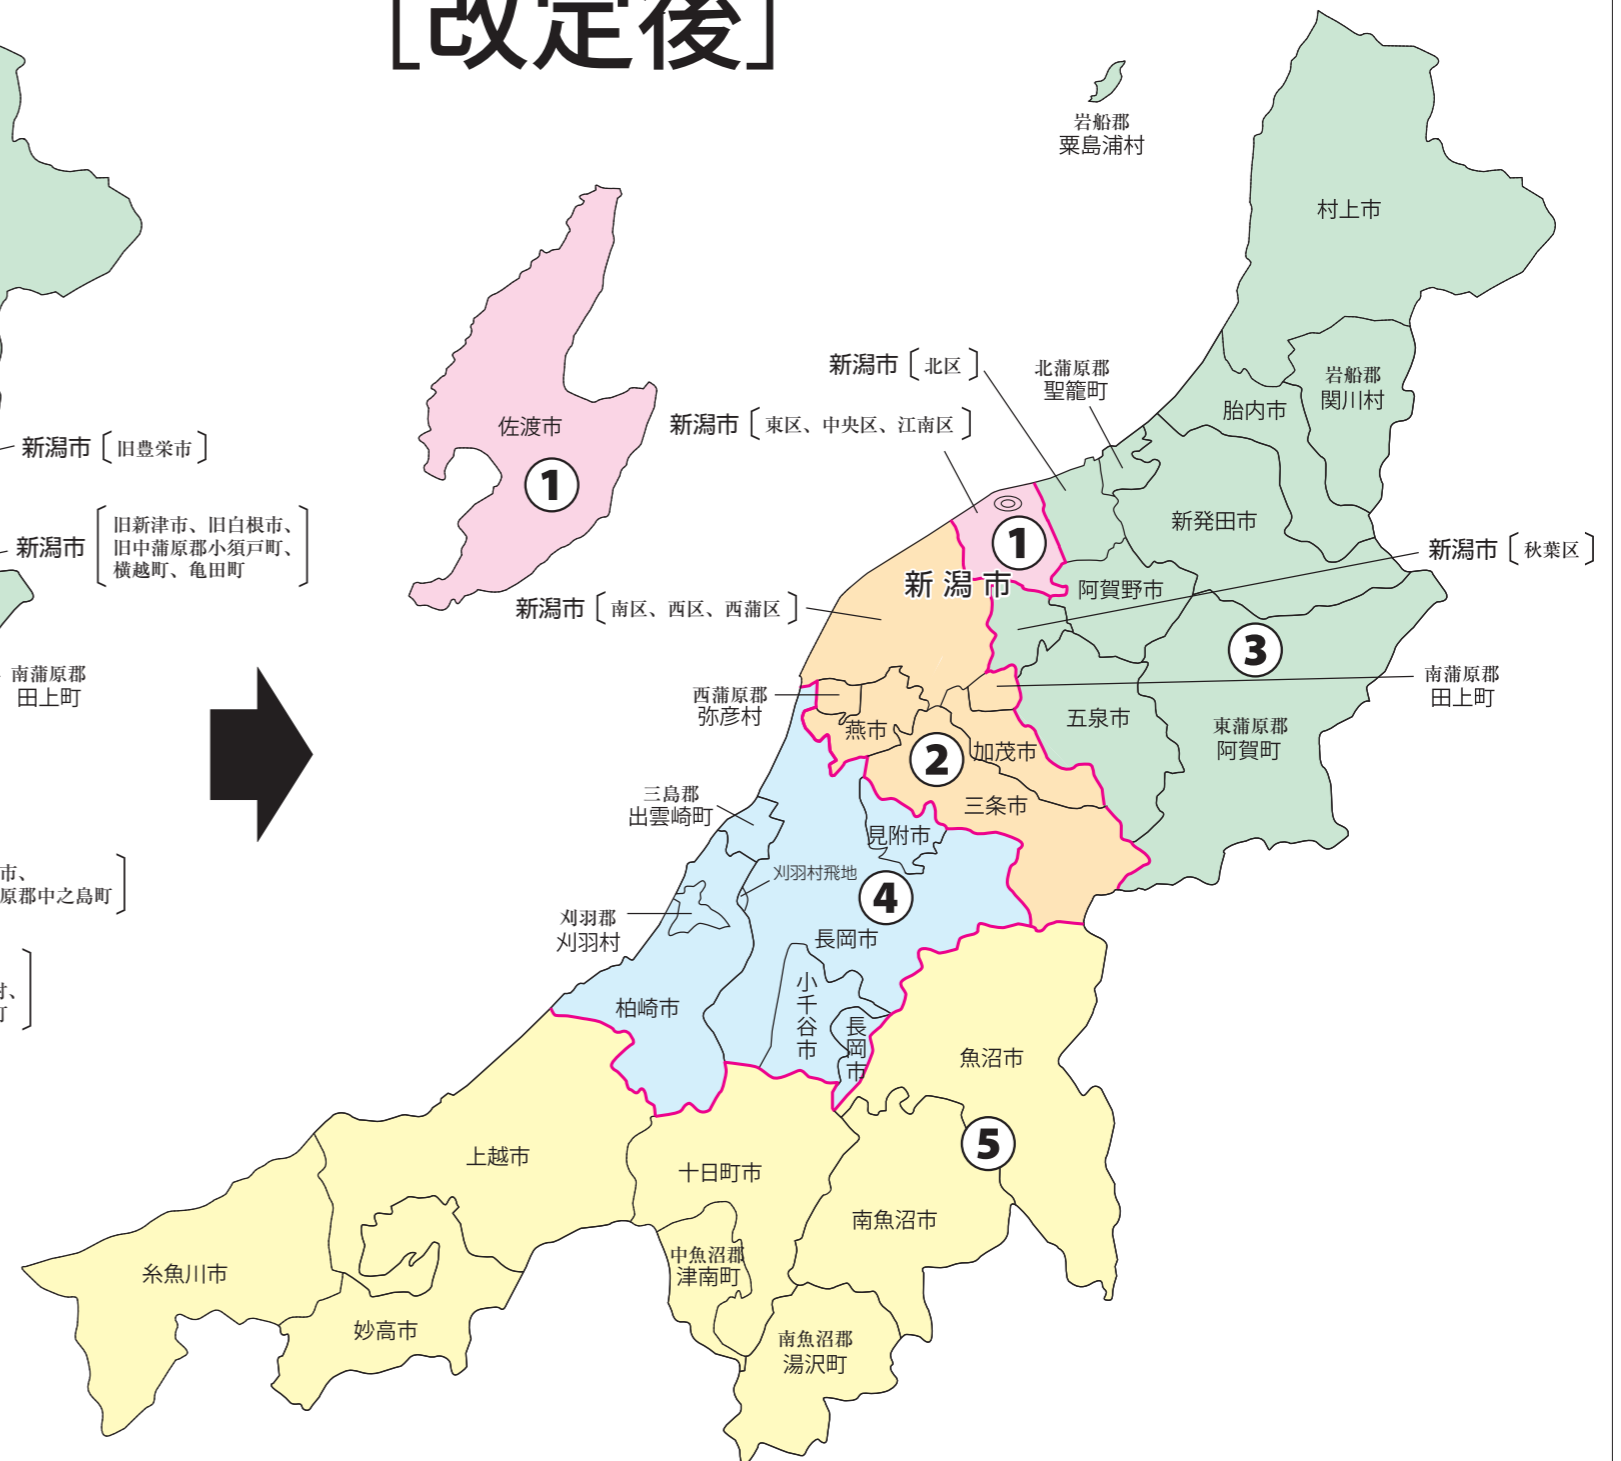 [改定後]
岩船郡
粟島浦村
村上市
新潟市［北区］
北蒲原郡
聖籠町
岩船郡
関川村
胎内市
佐渡市
1
新潟市［東区、中央区、江南区］
新潟市［旧豊栄市］
新発田市
1
新潟市［旧新津市、旧白根市、
旧中蒲原郡小須戸町、
横越町、亀田町］
新潟市［秋葉区］
新潟市
阿賀野市
新潟市［南区、西区、西蒲区］
3
南蒲原郡
田上町
西蒲原郡
弥彦村
南蒲原郡
田上町
五泉市
東蒲原郡
阿賀町
燕市
2
加茂市
三条市
三島郡
出雲崎町
見附市
刈羽村飛地
4
市、
原郡中之島町］
刈羽郡
刈羽村
長岡市
小千谷市
長岡市
柏崎市
村、
町］
魚沼市
5
上越市
十日町市
南魚沼市
中魚沼郡
津南町
糸魚川市
妙高市
南魚沼郡
湯沢町